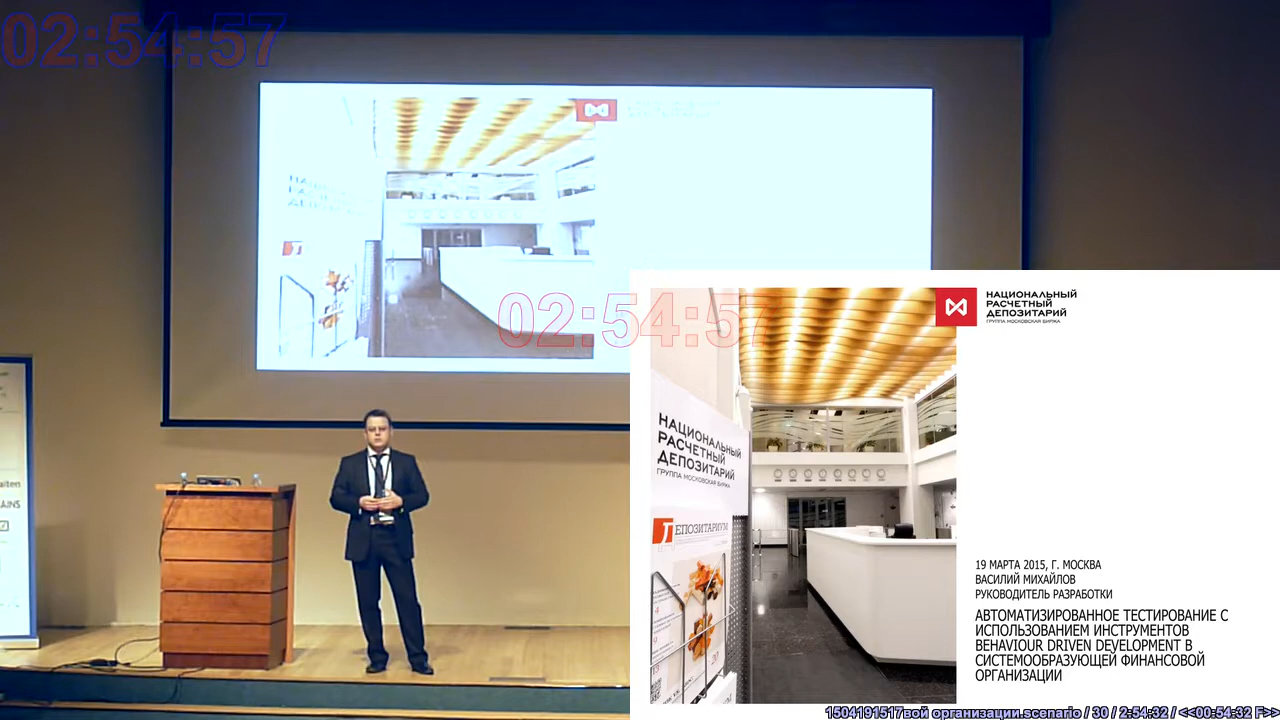 02:54:57
02:54:57
НАЦИОНАЛЬНЫЙ
РАСЧЕТНЫЙ
ДЕПОЗИТАРИЙ
ГРУППА МОСКОВСКАЯ БИРЖА
НАЦИОНАЛЬНЫЙ
РАСЧЕТНЫЙ
ДЕПОЗИТАРИЙ
ГРУППА МОСКОВСКАЯ БИРЖА
ДЕПОЗИТАРИУМ
19 МАРТА 2015, Г. МОСКВА
ВАСИЛИЙ МИХАЙЛОВ
РУКОВОДИТЕЛЬ РАЗРАБОТКИ
АВТОМАТИЗИРОВАННОЕ ТЕСТИРОВАНИЕ С
ИСПОЛЬЗОВАНИЕМ ИНСТРУМЕНТОВ
BEHAVIOUR DRIVEN DEVELOPMENT В
СИСТЕМООБРАЗУЮЩЕЙ ФИНАНСОВОЙ
ОРГАНИЗАЦИИ
aiten
AINS
1504191517вой организации.scenario / 30 / 2:54:32 / <<00:54:32 F>>